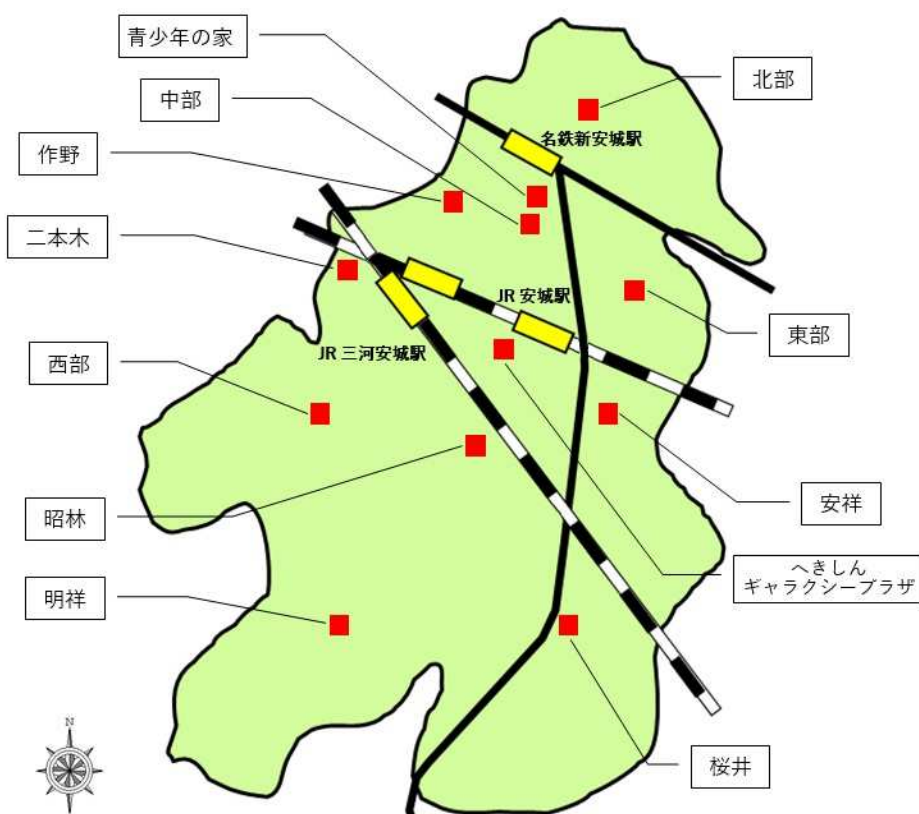 青少年の家
北部
中部
名鉄新安城駅
作野
二本木
JR 安城駅
東部
JR 三河安城駅
西部
安祥
昭林
へきしん
ギャラクシープラザ
明祥
N
桜井